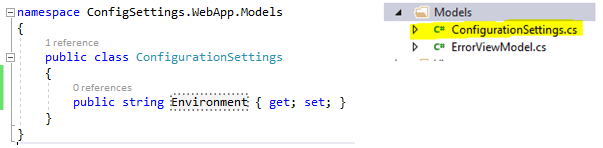 namespace ConfigSettings.WebApp.Models
{
1 reference
public class ConfigurationSettings
{
0 references
public string Environment { get; set; }
}
}
Models
C# ConfigurationSettings.cs
C# ErrorViewModel.cs